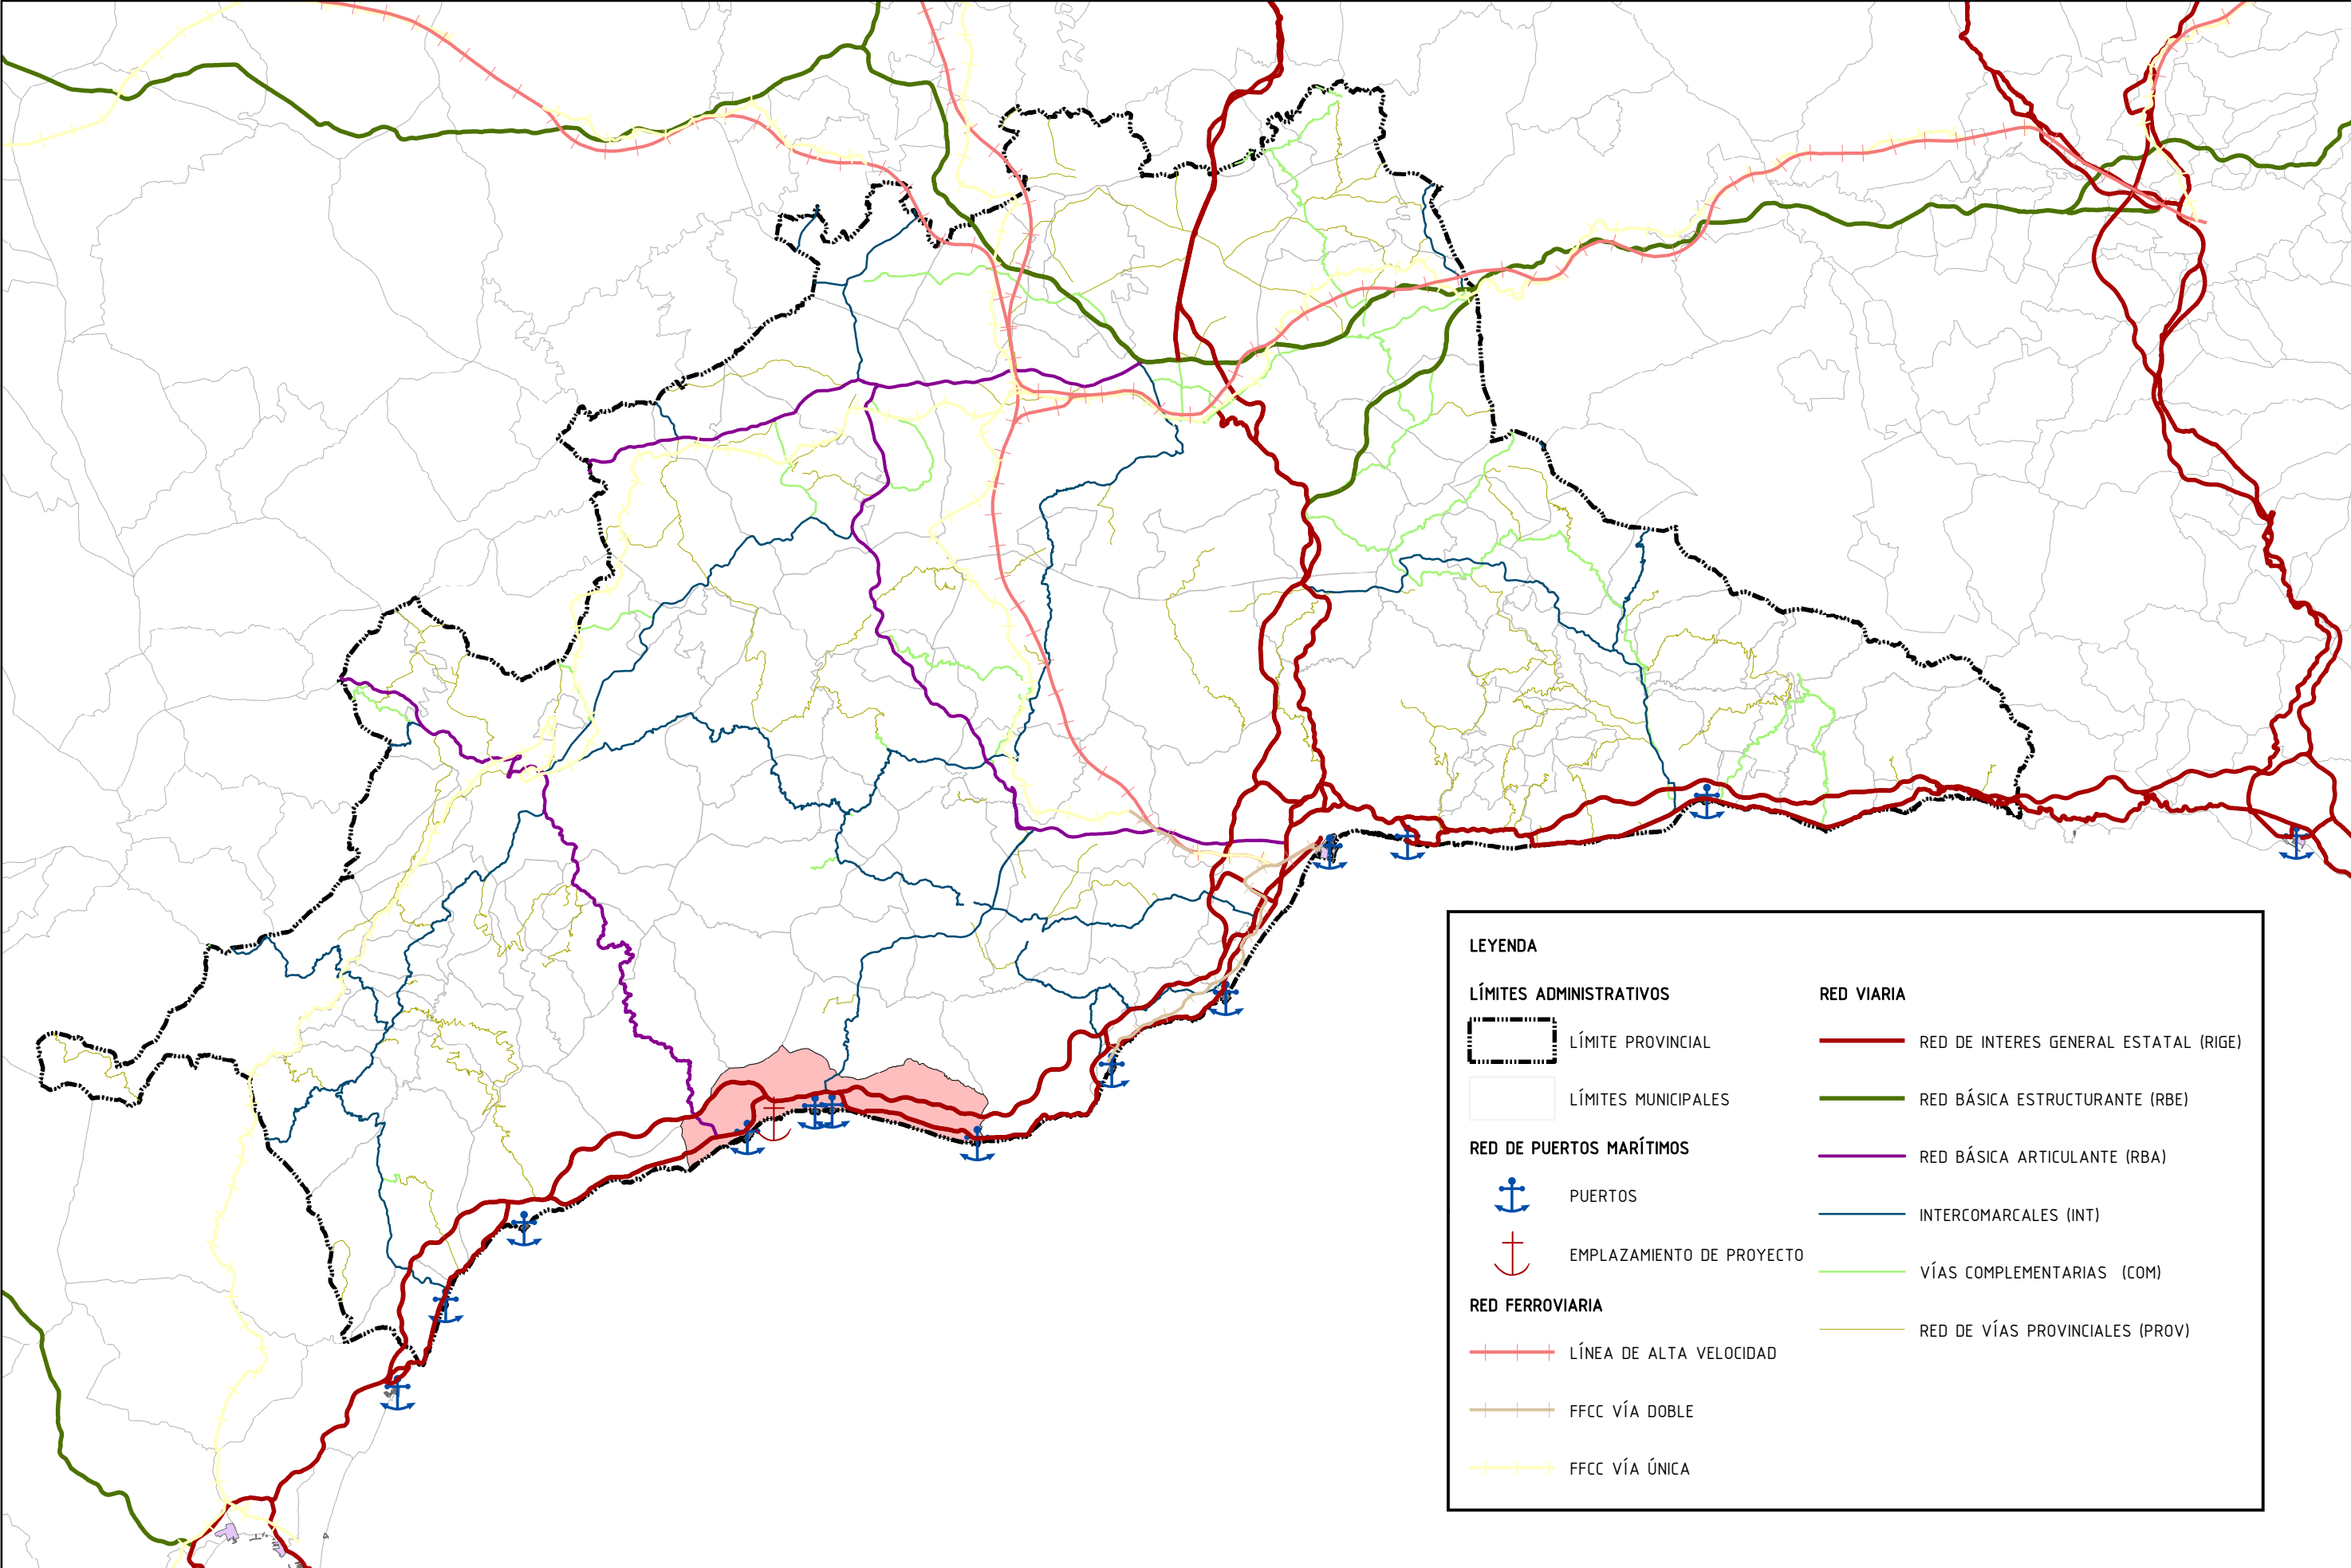 LEYENDA
LÍMITES ADMINISTRATIVOS
LÍMITE PROVINCIAL
LÍMITES MUNICIPALES
RED DE PUERTOS MARÍTIMOS
PUERTOS
EMPLAZAMIENTO DE PROYECTO
RED FERROVIARIA
LÍNEA DE ALTA VELOCIDAD
FFCC VÍA DOBLE
FFCC VÍA ÚNICA
RED VIARIA
RED DE INTERES GENERAL ESTATAL (RIGE)
RED BÁSICA ESTRUCTURANTE (RBE)
RED BÁSICA ARTICULANTE (RBA)
INTERCOMARCALES (INT)
VÍAS COMPLEMENTARIAS (COM)
RED DE VÍAS PROVINCIALES (PROV)